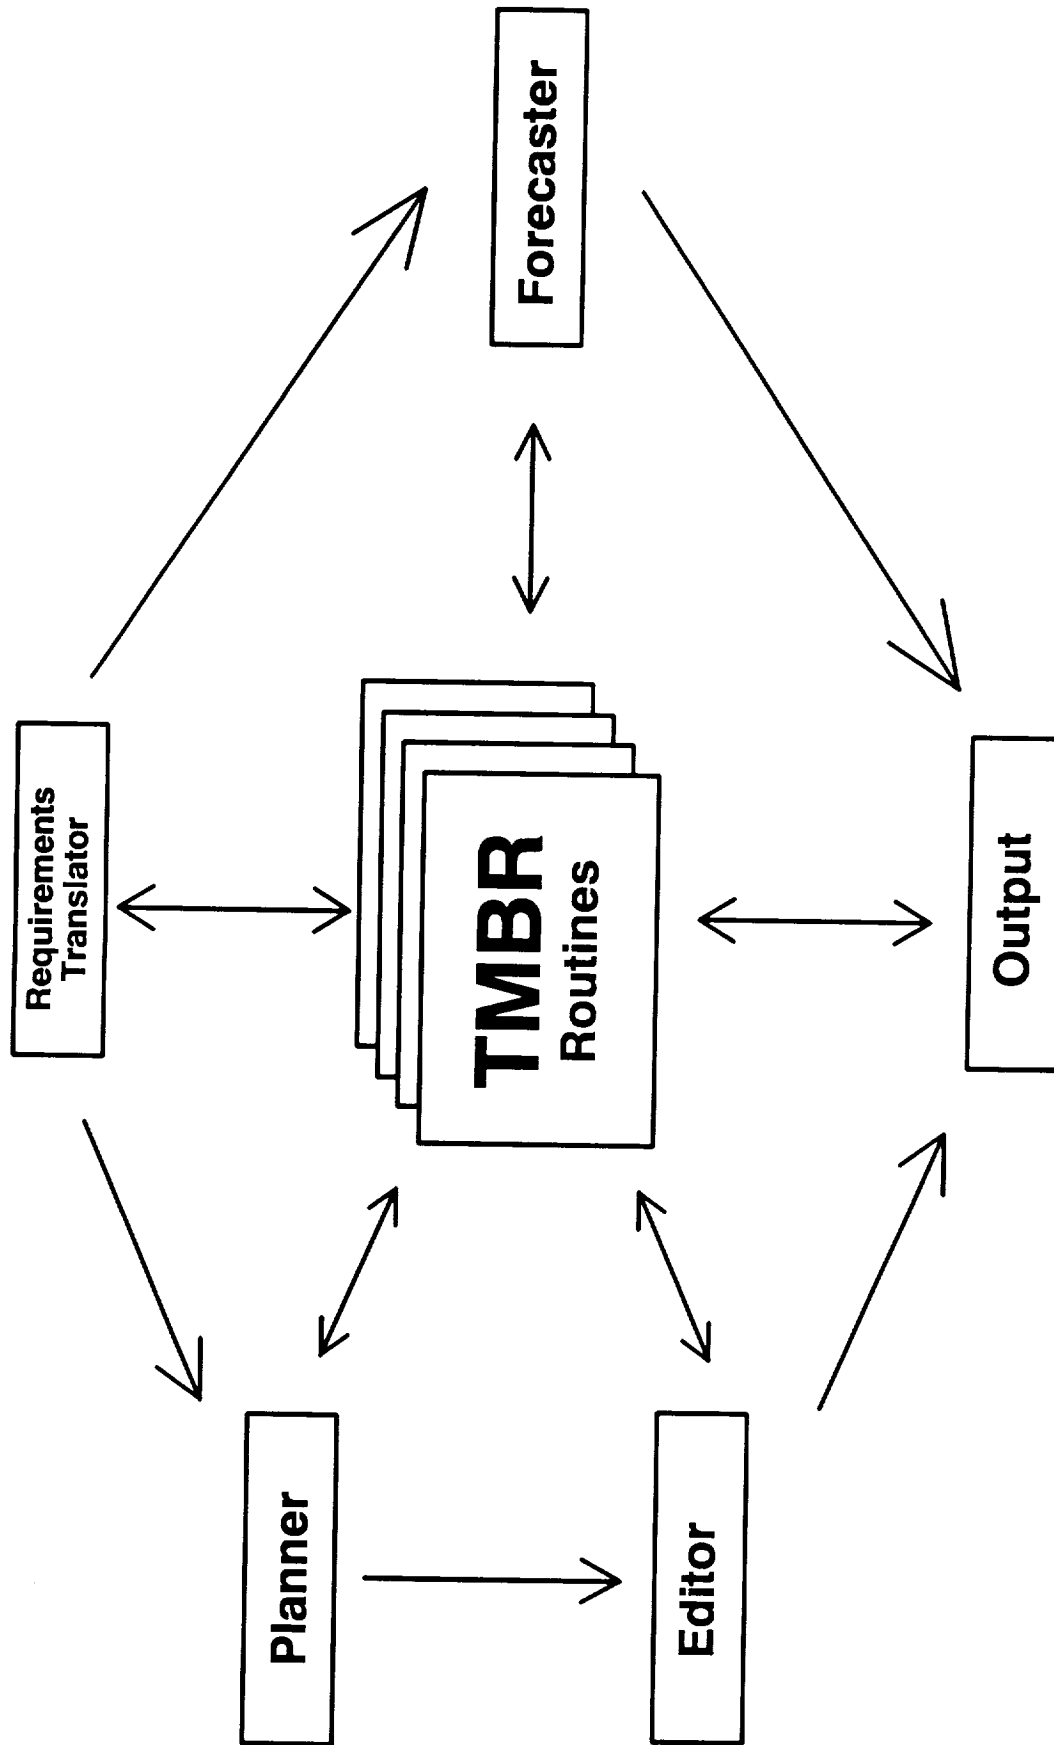 Requirements
Translator
Planner
TMBR
Routines
Forecaster
Editor
Output